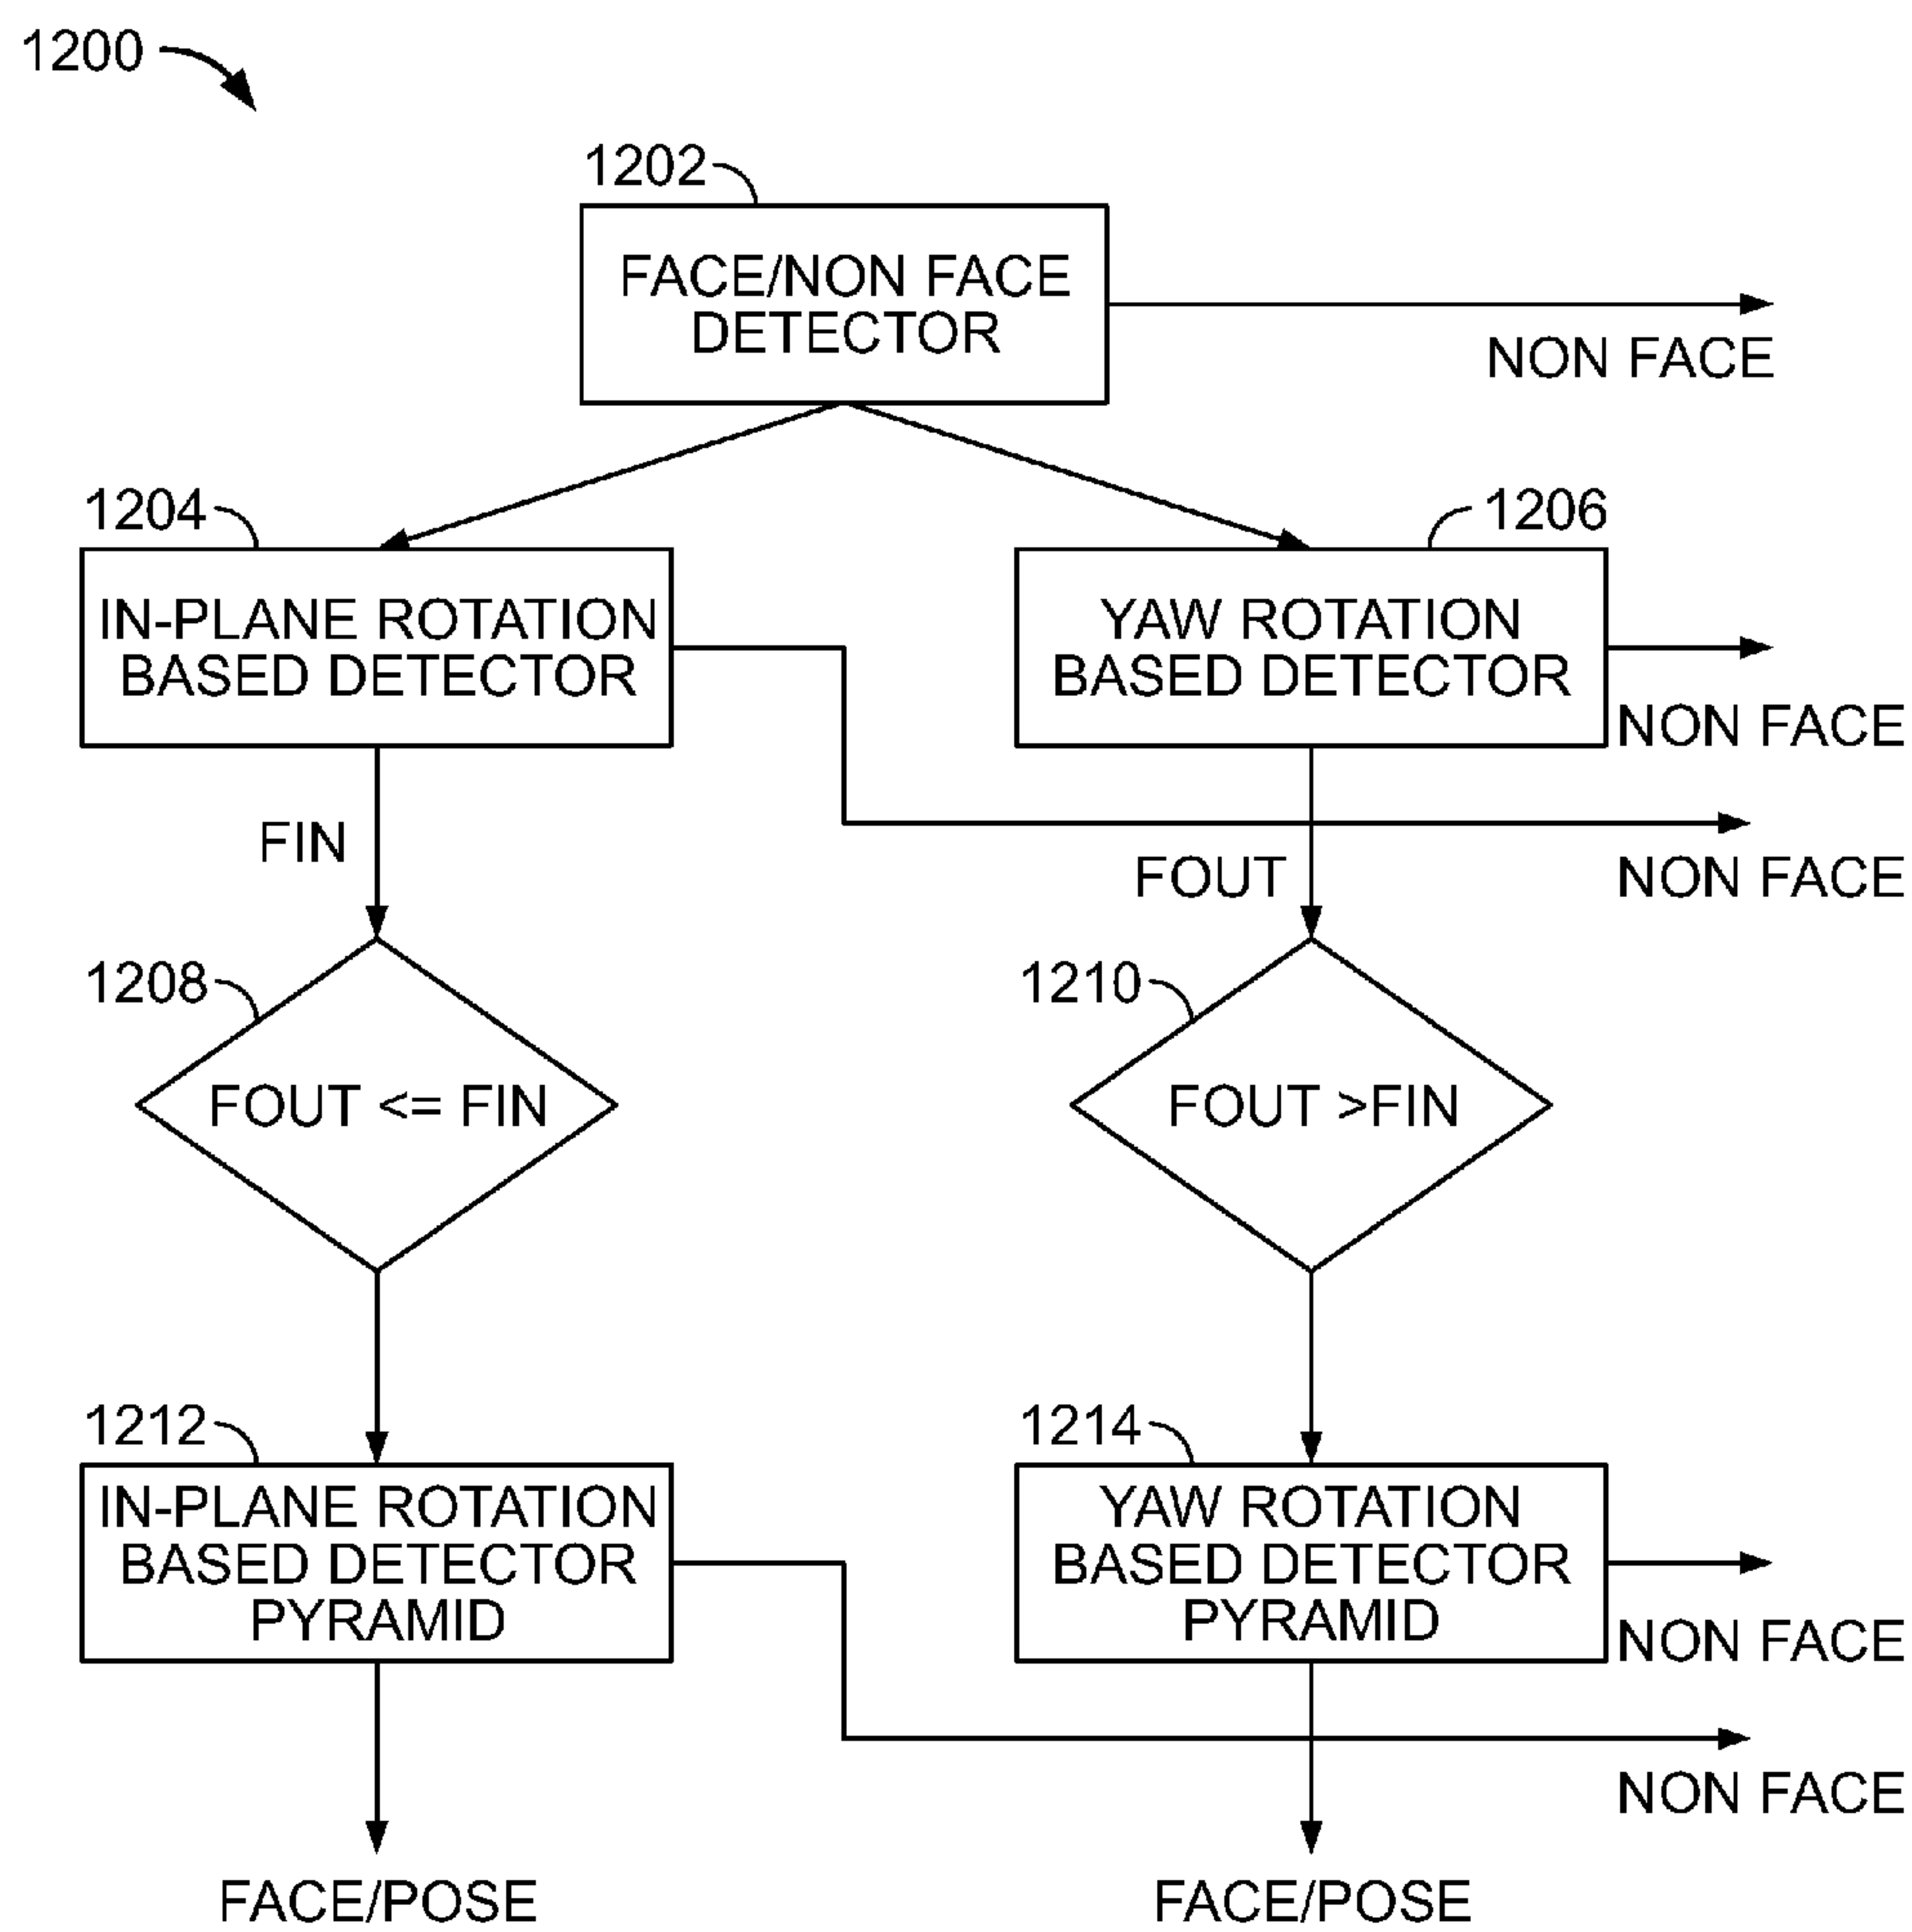 1200
1202
FACE/NON FACE
DETECTOR
NON FACE
1204
1206
IN-PLANE ROTATION
BASED DETECTOR
YAW ROTATION
BASED DETECTOR
NON FACE
FIN
FOUT
NON FACE
1208
1210
FOUT <= FIN
FOUT >FIN
1212
1214
IN-PLANE ROTATION
BASED DETECTOR
PYRAMID
YAW ROTATION
BASED DETECTOR
PYRAMID
NON FACE
NON FACE
FACE/POSE
FACE/POSE